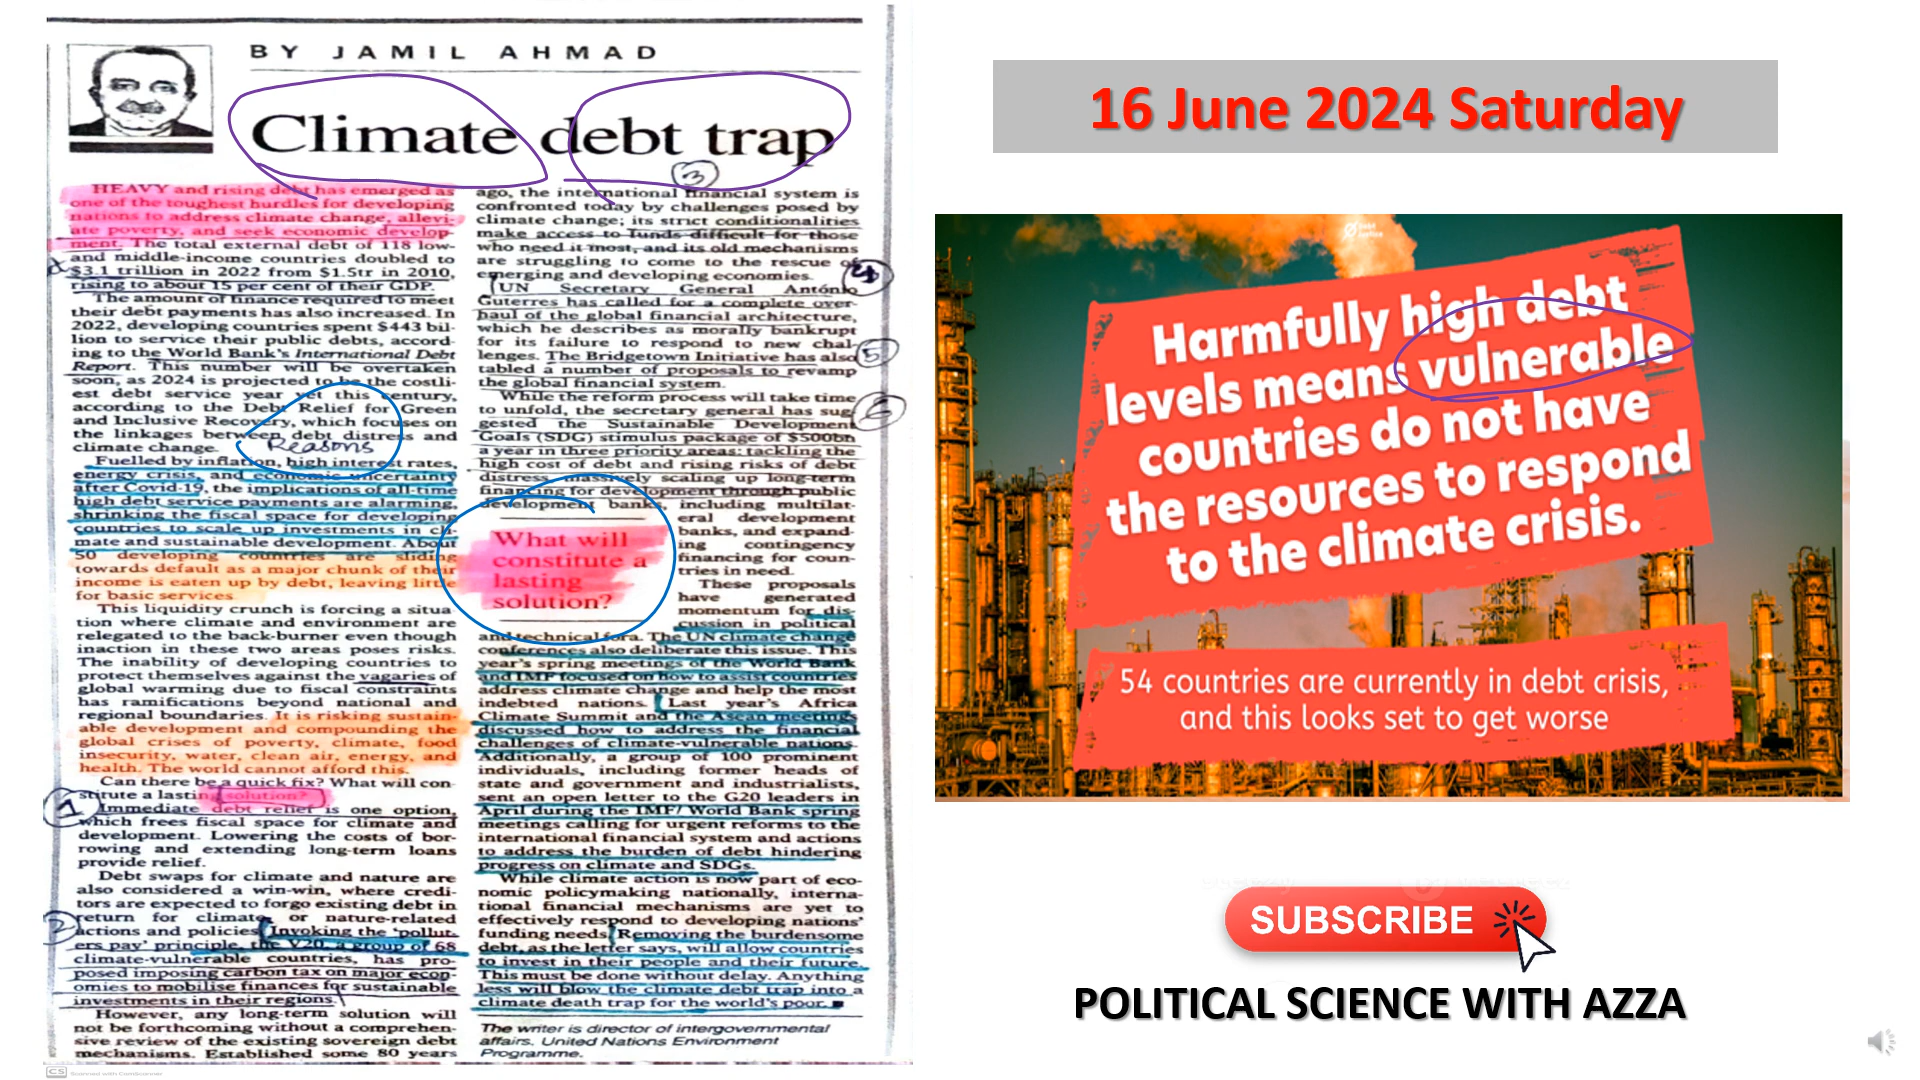 BY JAMIL AHMAD
Climate debt trap
HEAVY and rising debt has emerged as
one of the toughest hurdles for developing
nations to address climate change, allevi-
ate poverty, and seek economic develop-
ment. The total external debt of 118 low-
and middle-income countries doubled to
$3.1 trillion in 2022 from $1.5tr in 2010,
rising to about 15 per cent of their GDP.
The amount of finance required to meet
their debt payments has also increased. In
2022, developing countries spent $443 bil-
lion to service their public debts, accord-
ing to the World Bank's International Debt
Report. This number will be overtaken
soon, as 2024 is projected to be the costli-
est debt service year yet this century,
according to the Debt Relief for Green
and Inclusive Recovery, which focuses on
the linkages between debt distress and
climate change.
Reasons
Fuelled by inflation, high interest rates,
energy crisis, and economic uncertainty
after Covid-19, the implications of all-time
high debt service payments are alarming,
shrinking the fiscal space for developing
countries to scale up investments in cli-
mate and sustainable development. About
50 developing countries are sliding
towards default as a major chunk of their
income is eaten up by debt, leaving little
for basic services.
This liquidity crunch is forcing a situa
tion where climate and environment are
relegated to the back-burner even though
inaction in these two areas poses risks.
The inability of developing countries to
protect themselves against the vagaries of
global warming due to fiscal constraints
has ramifications beyond national and
regional boundaries. It is risking sustain-
able development and compounding the
global crises of poverty, climate, food
insecurity, water, clean air, energy, and
health. The world cannot afford this.
Can there be a quick fix? What will con-
stitute a lasting solution?
1
Immediate debt relief is one option,
which frees fiscal space for climate and
development. Lowering the costs of bor-
rowing and extending long-term loans
provide relief.
Debt swaps for climate and nature are
also considered a win-win, where credi-
tors are expected to forgo existing debt in
2
return for climate- or nature-related
actions and policies. Invoking the 'pollut-
ers pay' principle, the V20, a group of 68
climate-vulnerable countries, has pro-
posed imposing carbon tax on major econ-
omies to mobilise finances for sustainable
investments in their regions.
However, any long-term solution will
not be forthcoming without a comprehen-
sive review of the existing sovereign debt
mechanisms. Established some 80 years
3
ago, the international financial system is
confronted today by challenges posed by
climate change; its strict conditionalities
make access to funds difficult for those
who need it most, and its old mechanisms
are struggling to come to the rescue of
emerging and developing economies.
4
UN Secretary General António
Guterres has called for a complete over-
haul of the global financial architecture,
which he describes as morally bankrupt
for its failure to respond to new chal-
lenges. The Bridgetown Initiative has also
5
tabled a number of proposals to revamp
the global financial system.
While the reform process will take time
6
to unfold, the secretary general has sug
gested the Sustainable Development
Goals (SDG) stimulus package of $500bn
a year in three priority areas: tackling the
high cost of debt and rising risks of debt
distress massively scaling up long-term
financing for development through public
development banks, including multilat-
eral development
banks, and expand-
ing contingency
financing for coun-
tries in need.
What will
constitute a
lasting
solution?
These proposals
have generated
momentum for dis-
cussion in political
and technical fora. The UN climate change
conferences also deliberate this issue. This
year's spring meetings of the World Bank
and IMF focused on how to assist countries
address climate change and help the most
indebted nations. Last year's Africa
Climate Summit and the Asean meetings
discussed how to address the financial
challenges of climate-vulnerable nations.
Additionally, a group of 100 prominent
individuals, including former heads of
state and government and industrialists,
sent an open letter to the G20 leaders in
April during the IMF/World Bank spring
meetings calling for urgent reforms to the
international financial system and actions
to address the burden of debt hindering
progress on climate and SDGs.
While climate action is now part of eco-
nomic policymaking nationally, interna-
tional financial mechanisms are yet to
effectively respond to developing nations'
funding needs. Removing the burdensome
debt, as the letter says, will allow countries
to invest in their people and their future.
This must be done without delay. Anything
less will blow the climate debt trap into a
climate death trap for the world's poor.
The writer is director of intergovernmental
affairs, United Nations Environment
Programme.
CS Scanned with CamScanner
16 June 2024 Saturday
Harmfully high debt
levels means vulnerable
countries do not have
the resources to respond
to the climate crisis.
54 countries are currently in debt crisis,
and this looks set to get worse
SUBSCRIBE
POLITICAL SCIENCE WITH AZZA